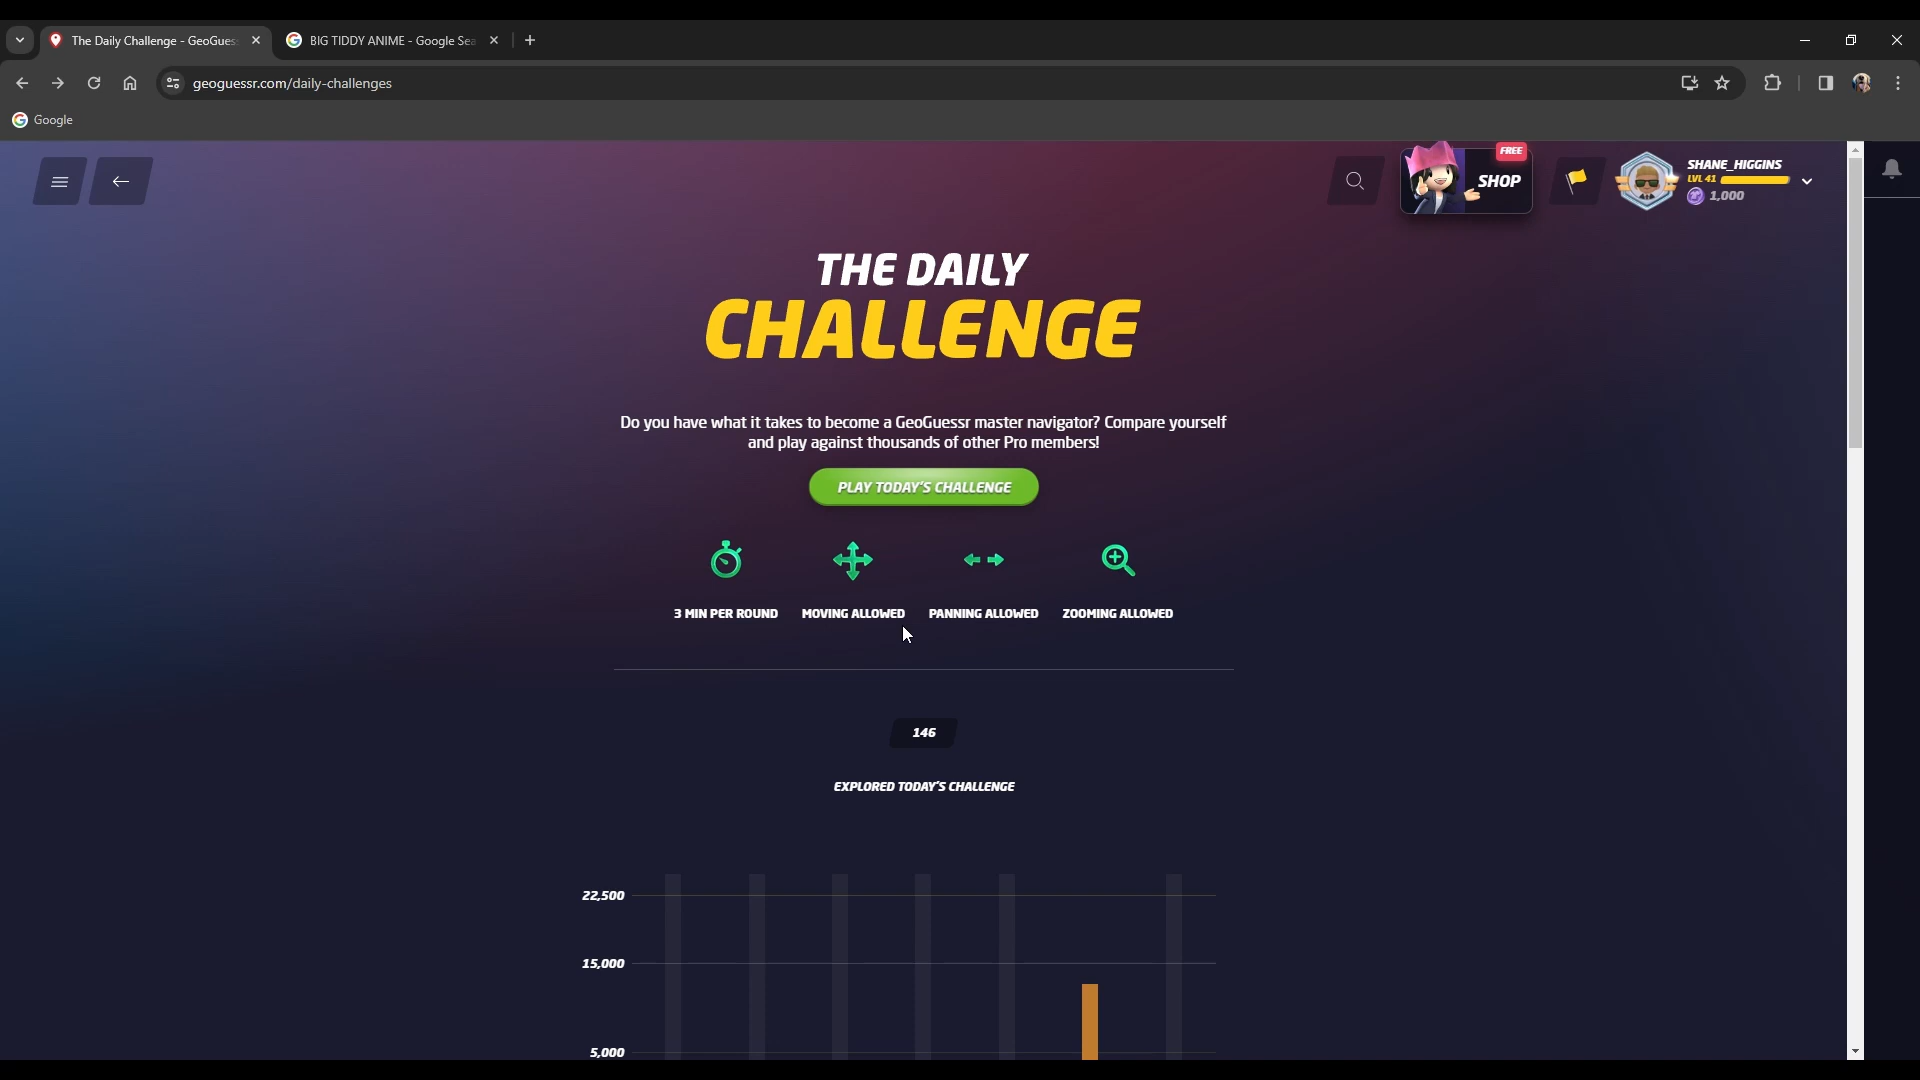 The Daily Challenge - GeoGues
BIG TIDDY ANIME - Google Sea
geoguessr.com/daily-challenges
Google
FREE
SHOP
SHANE_HIGGINS
LVL 41
1,000
THE DAILY
CHALLENGE
Do you have what it takes to become a GeoGuessr master navigator? Compare yourself
and play against thousands of other Pro members!
PLAY TODAY'S CHALLENGE
3 MIN PER ROUND
MOVING ALLOWED
PANNING ALLOWED
ZOOMING ALLOWED
146
EXPLORED TODAY'S CHALLENGE
22,500
15,000
5,000